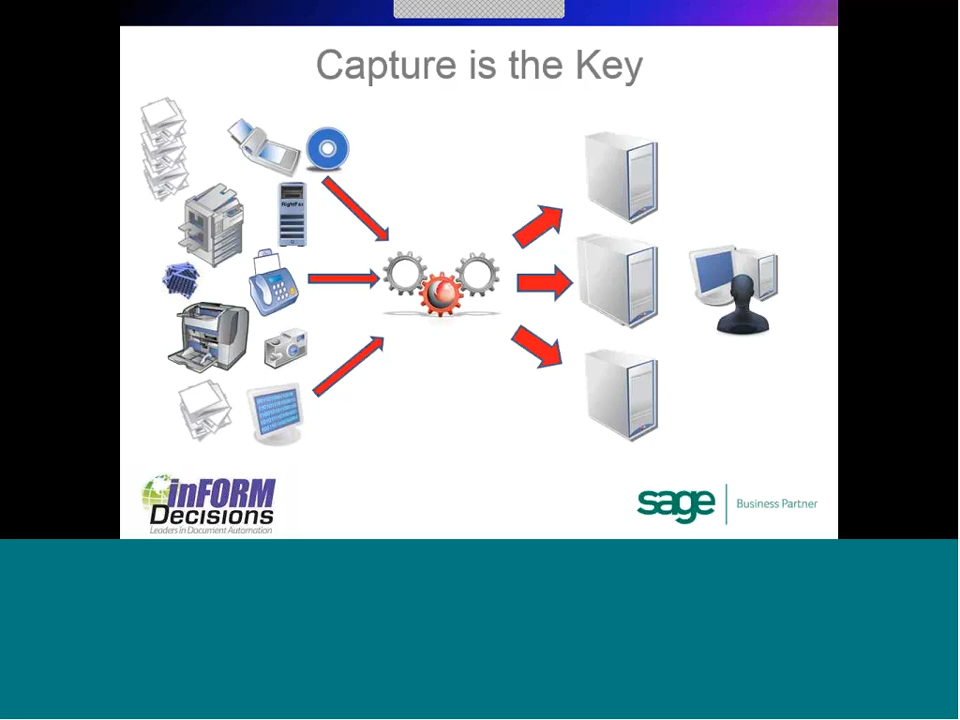 Capture is the Key
RightFax
inFORM
Decisions
Leaders in Document Automation
sage
Business Partner